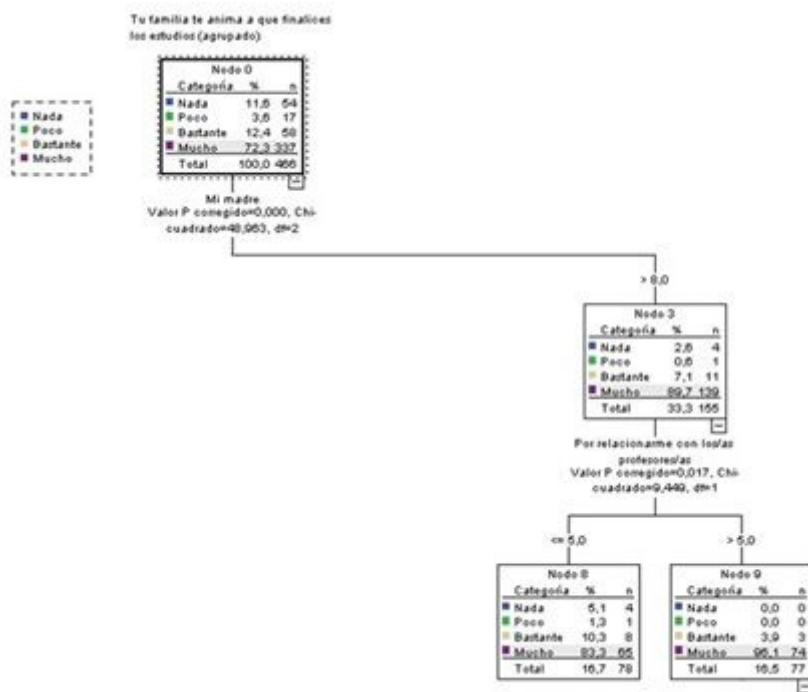 Tu familia te anima a que finalices
los estudios (agrupado)
Nada
Poco
Bastante
Mucho
Nodo 0
Categoría % n
Nada 11,6 54
Poco 3,6 17
Bastante 12,4 58
Mucho 72,3 337
Total 100,0 466
Mi madre
Valor P corregido=0,000, Chi-
cuadrado=48,963, df=2
> 8,0
Nodo 3
Categoría % n
Nada 2,6 4
Poco 0,6 1
Bastante 7,1 11
Mucho 89,7 139
Total 33,3 155
Por relacionarme con los/as
profesores/as
Valor P corregido=0,017, Chi-
cuadrado=9,449, df=1
<= 5,0
> 5,0
Nodo 8
Categoría % n
Nada 5,1 4
Poco 1,3 1
Bastante 10,3 8
Mucho 83,3 65
Total 16,7 78
Nodo 9
Categoría % n
Nada 0,0 0
Poco 0,0 0
Bastante 3,9 3
Mucho 96,1 74
Total 16,5 77